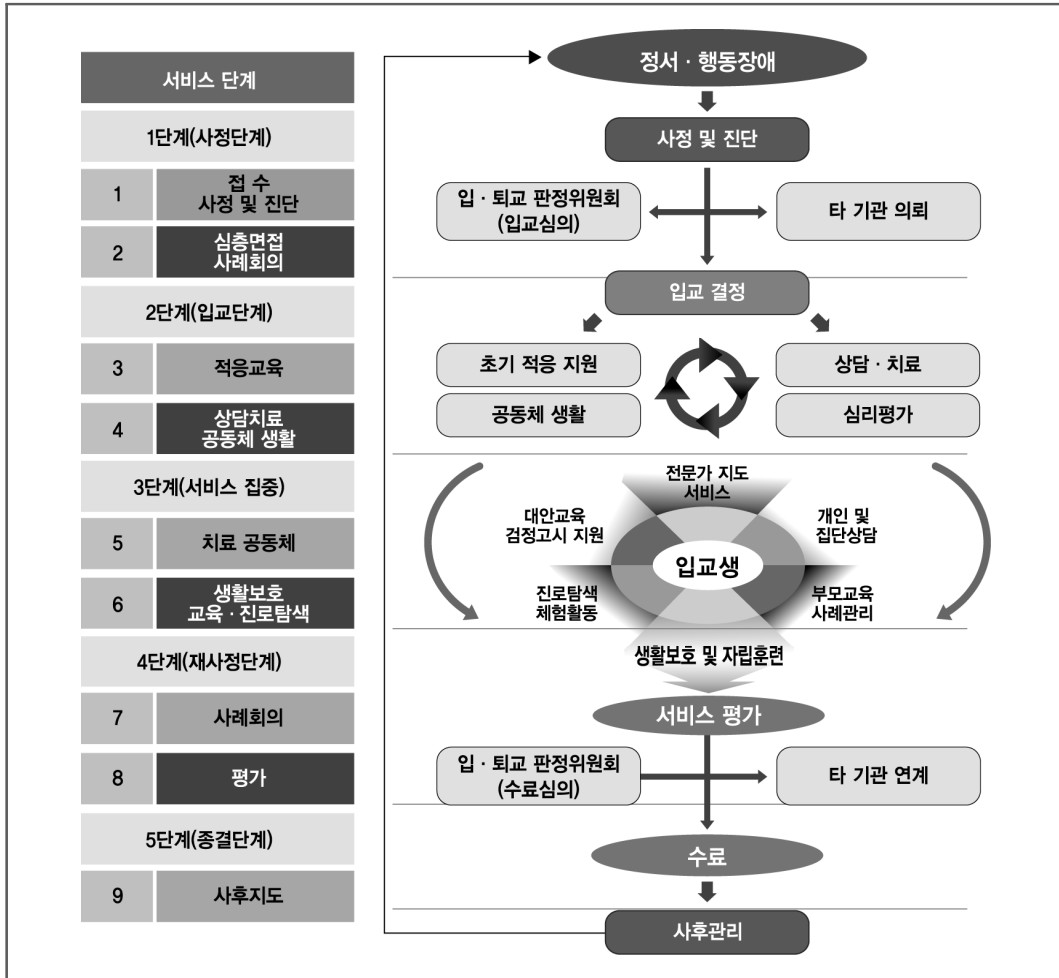 서비스 단계
1단계(사정단계)
1
접 수
사정 및 진단
2
심층면접
사례회의
2단계(입교단계)
3
적응교육
4
상담치료
공동체 생활
3단계(서비스 집중)
5
치료 공동체
6
생활보호
교육 · 진로탐색
4단계(재사정단계)
7
사례회의
8
평가
5단계(종결단계)
9
사후지도
정서 · 행동장애
사정 및 진단
입 · 퇴교 판정위원회
(입교심의)
타 기관 의뢰
입교 결정
초기 적응 지원
상담 · 치료
공동체 생활
심리평가
전문가 지도
서비스
대안교육
검정고시 지원
개인 및
집단상담
입교생
진로탐색
체험활동
부모교육
사례관리
생활보호 및 자립훈련
서비스 평가
입 · 퇴교 판정위원회
(수료심의)
타 기관 연계
수료
사후관리